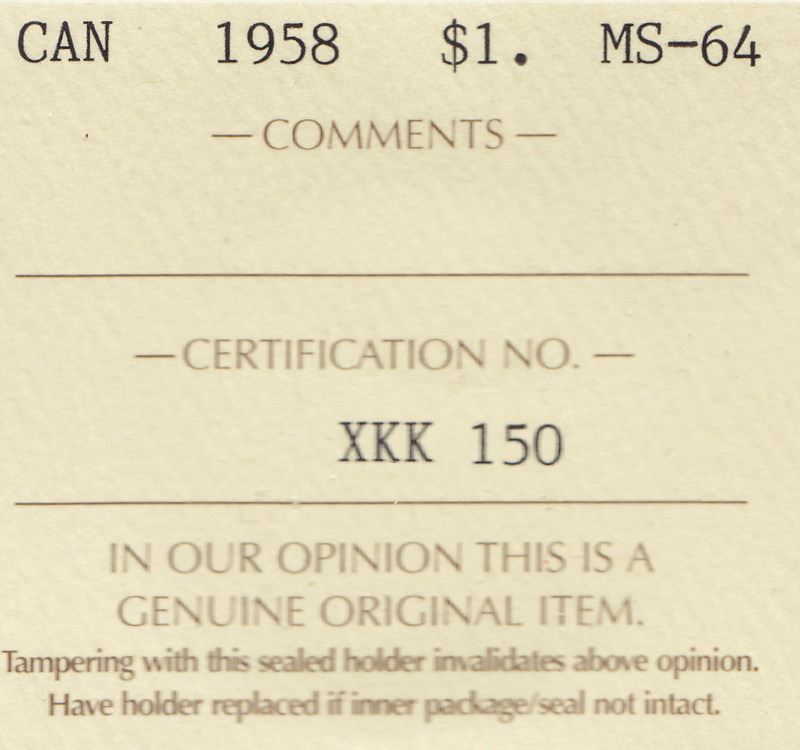 CAN 1958 $1. MS-64
— COMMENTS —
— CERTIFICATION NO. —
XKK 150
IN OUR OPINION THIS IS A
GENUINE ORIGINAL ITEM.
Tampering with this sealed holder invalidates above opinion.
Have holder replaced if inner package/seal not intact.